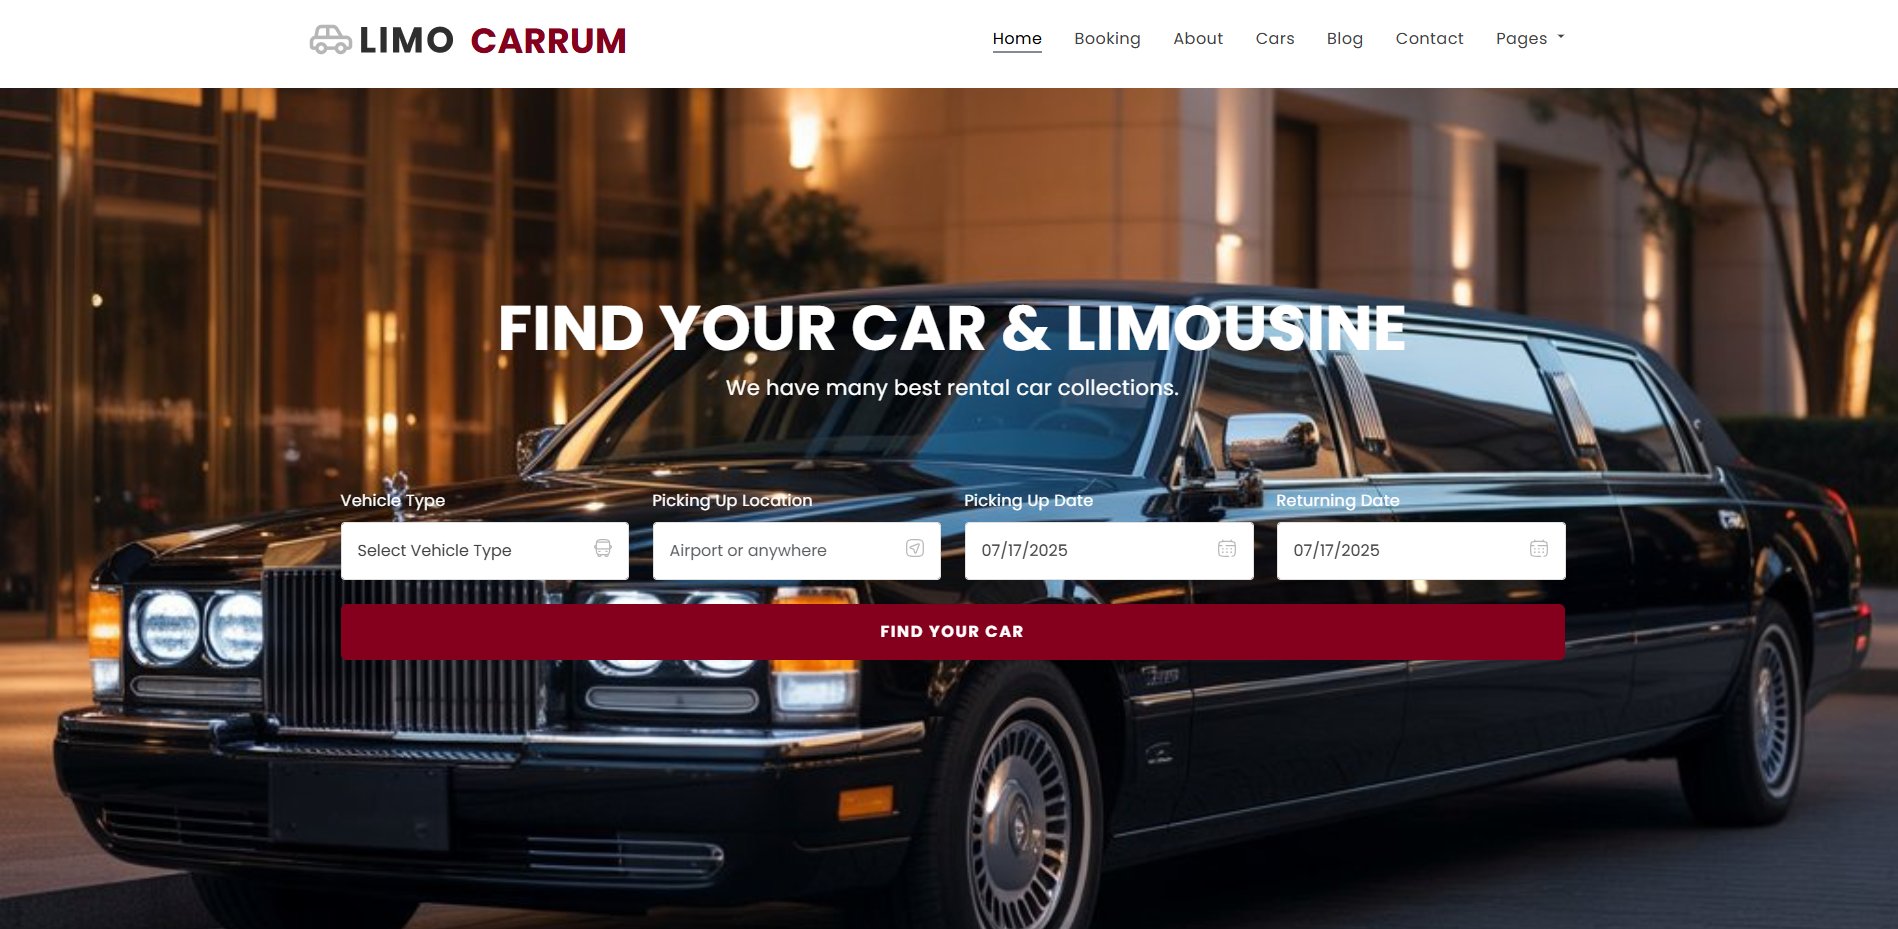 LIMO CARRUM
Home Booking About Cars Blog Contact Pages
FIND YOUR CAR & LIMOUSINE
We have many best rental car collections.
Vehicle Type Picking Up Location Picking Up Date Returning Date
Select Vehicle Type Airport or anywhere 07/17/2025 07/17/2025
FIND YOUR CAR